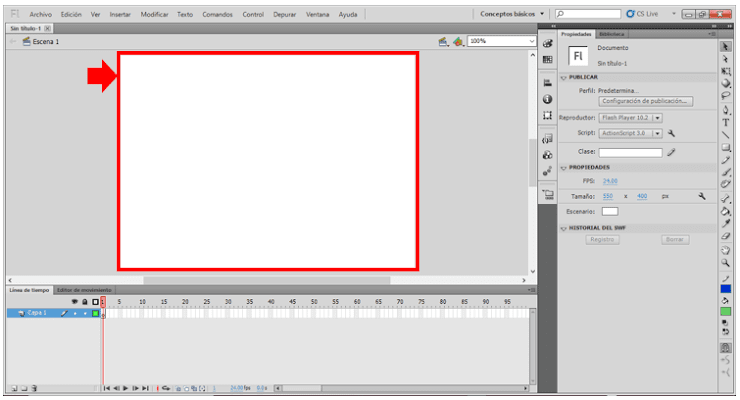 Fl Archivo Edición Ver Insertar Modificar Texto Comandos Control Depurar Ventana Ayuda Conceptos básicos CS Live
Sin título-1
Escena 1 100%
Propiedades Biblioteca
Fl Documento
Sin título-1
PUBLICAR
Perfil: Predetermina...
Configuración de publicación...
Reproductor: Flash Player 10.2
Script: ActionScript 3.0
Clase:
PROPIEDADES
FPS: 24.00
Tamaño: 550 x 400 px
Escenario:
HISTORIAL DEL SWF
Registro Borrar
Línea de tiempo Editor de movimiento
1 5 10 15 20 25 30 35 40 45 50 55 60 65 70 75 80 85 90 95
Capa 1
1 24.00 fps 0.0 s